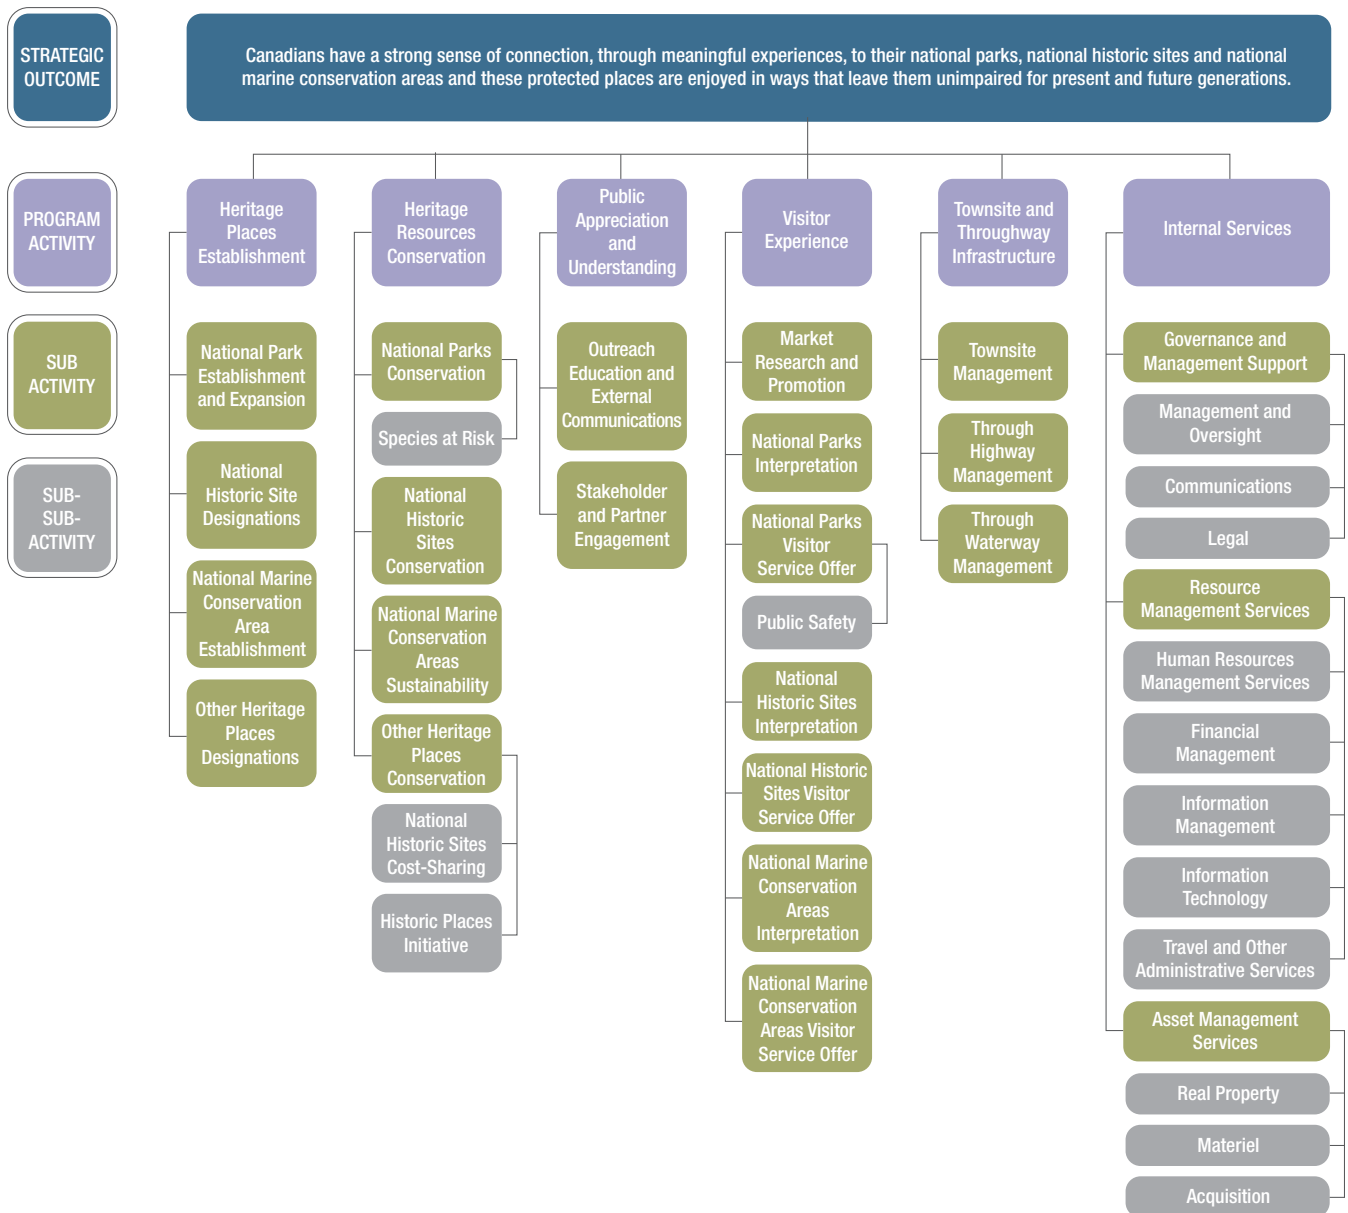 STRATEGIC
OUTCOME
Canadians have a strong sense of connection, through meaningful experiences, to their national parks, national historic sites and national
marine conservation areas and these protected places are enjoyed in ways that leave them unimpaired for present and future generations.
PROGRAM
ACTIVITY
SUB
ACTIVITY
SUB-
SUB-
ACTIVITY
Heritage
Places
Establishment
National Park
Establishment
and Expansion
National
Historic Site
Designations
National Marine
Conservation
Area
Establishment
Other Heritage
Places
Designations
Heritage
Resources
Conservation
National Parks
Conservation
Species at Risk
National
Historic
Sites
Conservation
National Marine
Conservation
Areas
Sustainability
Other Heritage
Places
Conservation
National
Historic Sites
Cost-Sharing
Historic Places
Initiative
Public
Appreciation
and
Understanding
Outreach
Education and
External
Communications
Stakeholder
and Partner
Engagement
Visitor
Experience
Market
Research and
Promotion
National Parks
Interpretation
National Parks
Visitor
Service Offer
Public Safety
National
Historic Sites
Interpretation
National Historic
Sites Visitor
Service Offer
National Marine
Conservation
Areas
Interpretation
National Marine
Conservation
Areas Visitor
Service Offer
Townsite and
Throughway
Infrastructure
Townsite
Management
Through
Highway
Management
Through
Waterway
Management
Internal Services
Governance and
Management Support
Management and
Oversight
Communications
Legal
Resource
Management Services
Human Resources
Management Services
Financial
Management
Information
Management
Information
Technology
Travel and Other
Administrative Services
Asset Management
Services
Real Property
Materiel
Acquisition